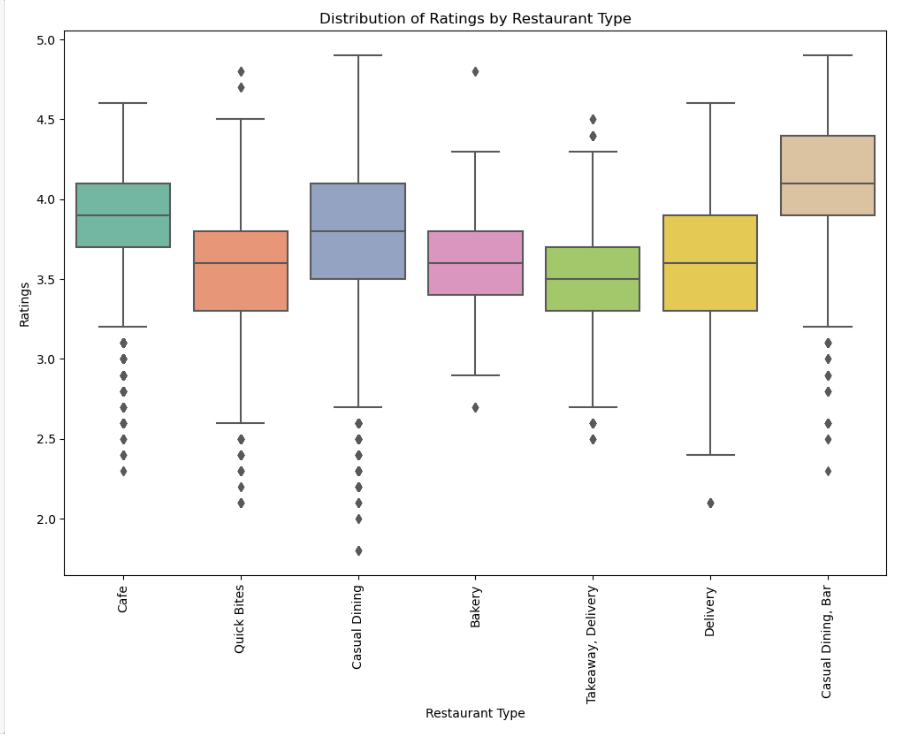 Distribution of Ratings by Restaurant Type
5.0
4.5
4.0
3.5
3.0
2.5
2.0
Ratings
Cafe
Quick Bites
Casual Dining
Bakery
Takeaway, Delivery
Delivery
Casual Dining, Bar
Restaurant Type